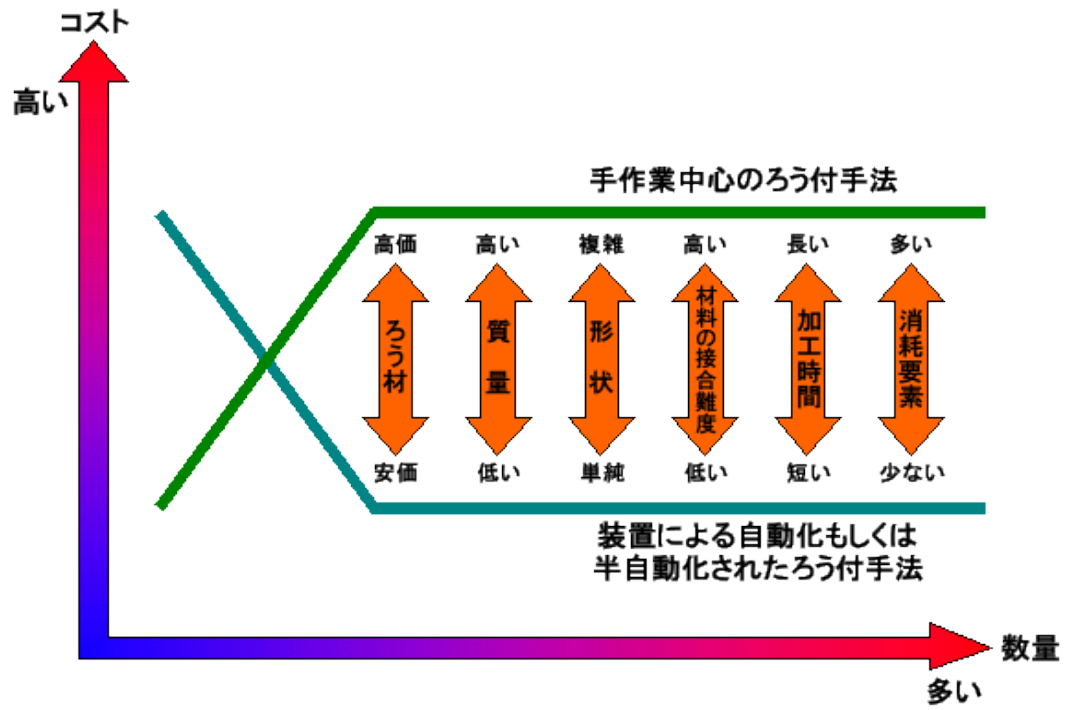 コスト
高い
手作業中心のろう付手法
高価
高い
複雑
高い
長い
多い
ろう材
質量
形状
材料の接合難度
加工時間
消耗要素
安価
低い
単純
低い
短い
少ない
装置による自動化もしくは
半自動化されたろう付手法
数量
多い